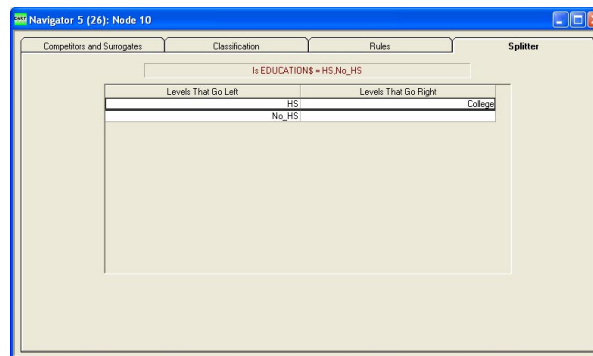 CART Navigator 5 (26): Node 10
Competitors and Surrogates Classification Rules Splitter
Is EDUCATION$ = HS,No_HS
Levels That Go Left Levels That Go Right
HS College
No_HS